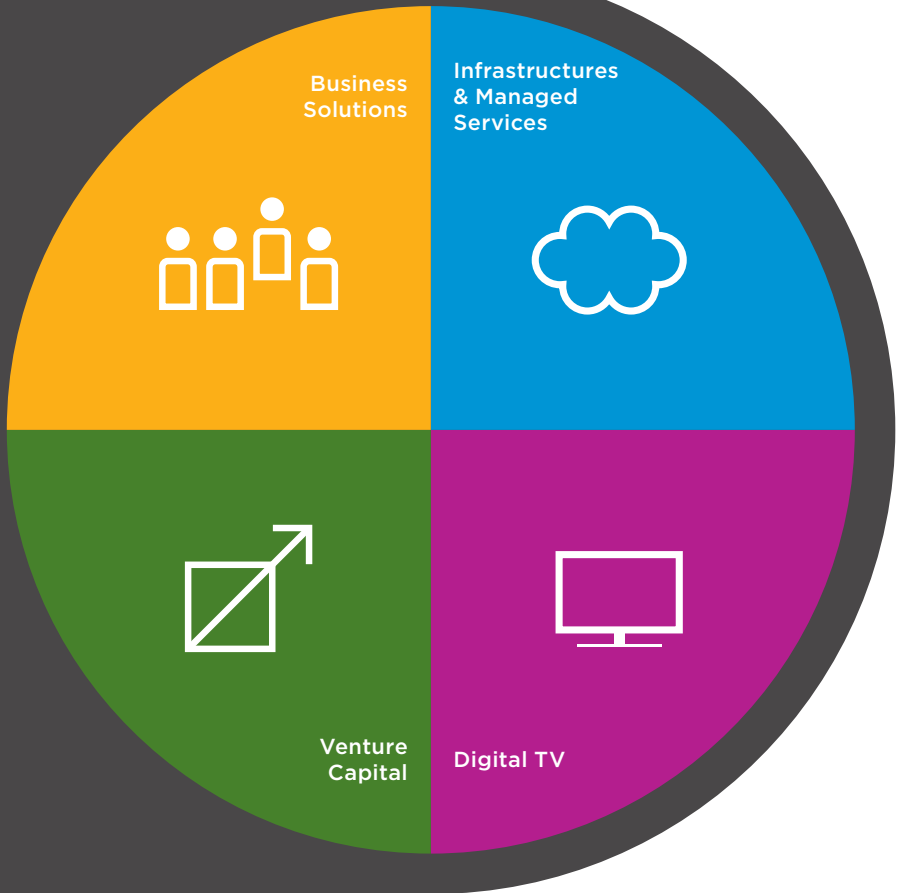 Business
Solutions
Infrastructures
& Managed
Services
Venture
Capital
Digital TV